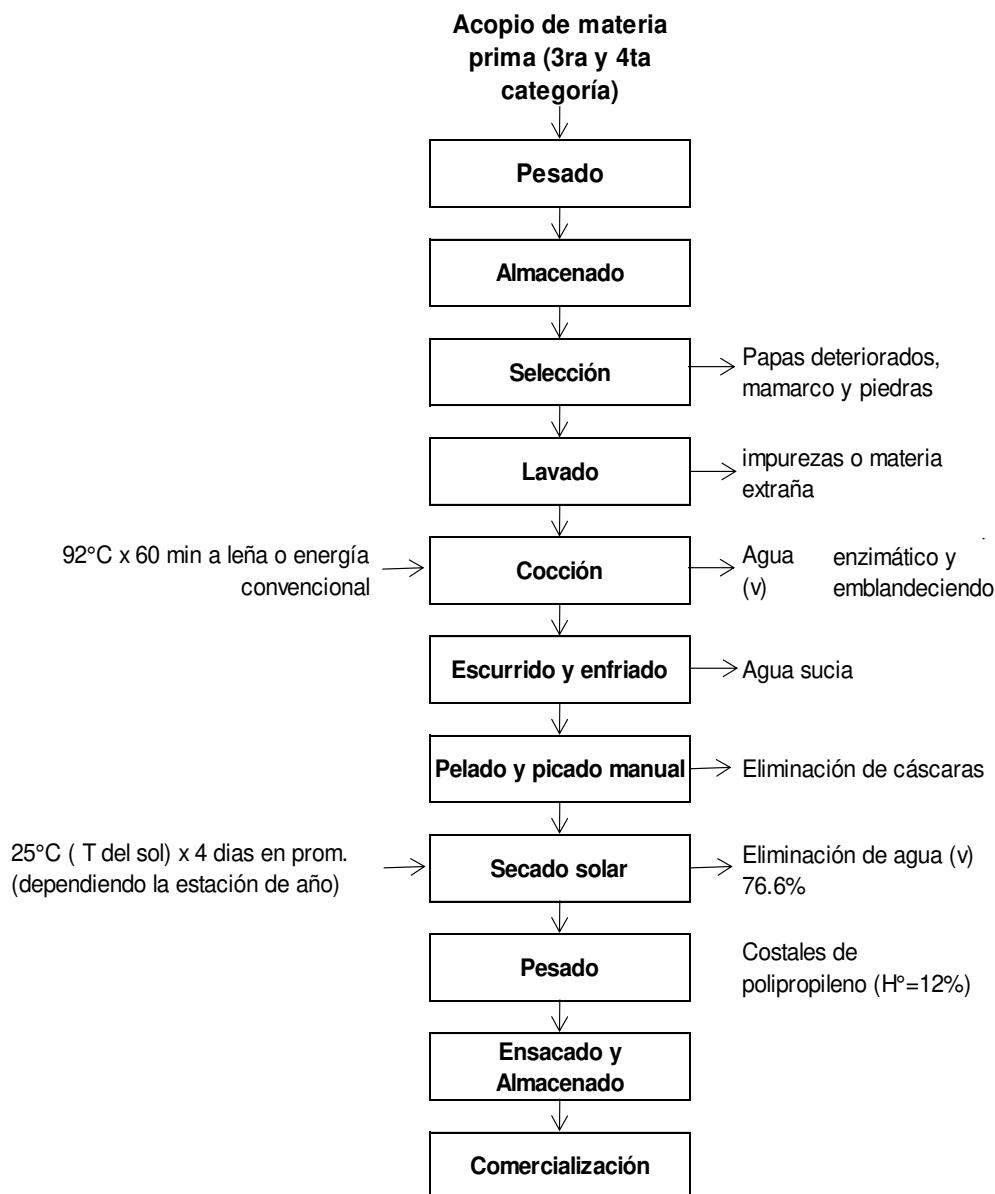 Acopio de materia
prima (3ra y 4ta
categoría)
Pesado
Almacenado
Selección
Papas deteriorados,
mamarco y piedras
Lavado
impurezas o materia
extraña
92°C x 60 min a leña o energía
convencional
Cocción
Agua
(v)
enzimático y
emblandeciendo
Escurrido y enfriado
Agua sucia
Pelado y picado manual
Eliminación de cáscaras
25°C ( T del sol) x 4 dias en prom.
(dependiendo la estación de año)
Secado solar
Eliminación de agua (v)
76.6%
Pesado
Costales de
polipropileno (H°=12%)
Ensacado y
Almacenado
Comercialización